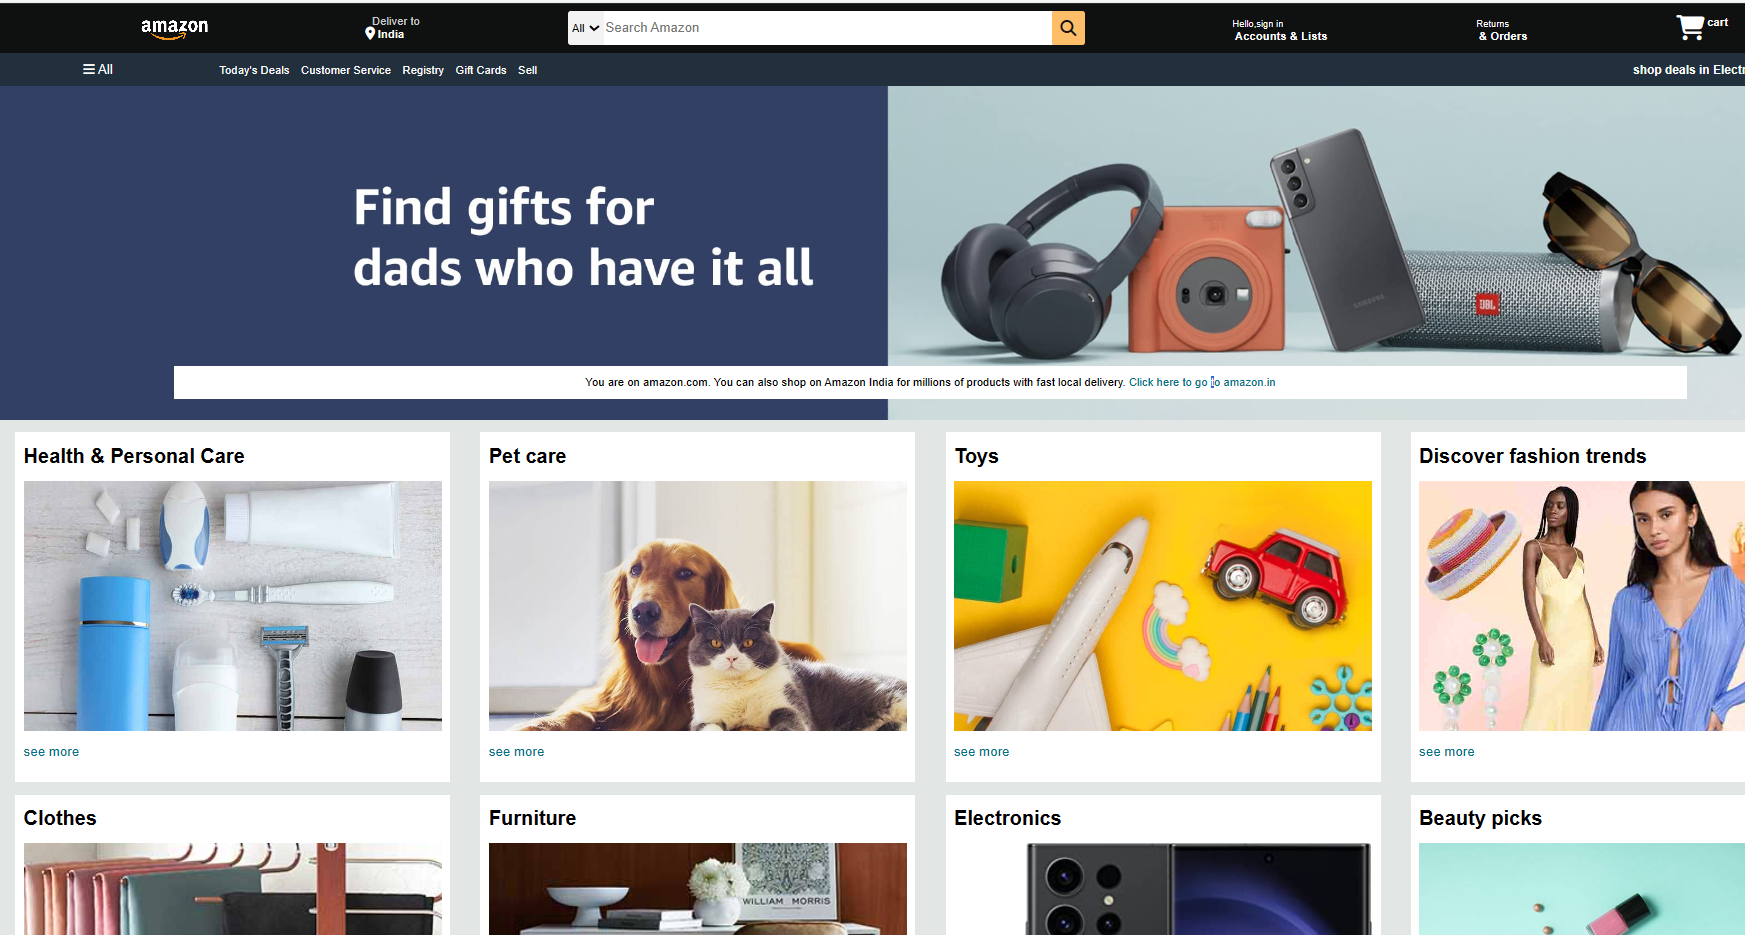 amazon
Deliver to
India
All
Search Amazon
Hello,sign in
Accounts & Lists
Returns
& Orders
cart
All
Today's Deals Customer Service Registry Gift Cards Sell
shop deals in Electr
Find gifts for
dads who have it all
SAMSUNG
JBL
You are on amazon.com. You can also shop on Amazon India for millions of products with fast local delivery. Click here to go to amazon.in
Health & Personal Care
Pet care
Toys
Discover fashion trends
see more
see more
see more
see more
Clothes
Furniture
Electronics
Beauty picks
WILLIAM MORRIS